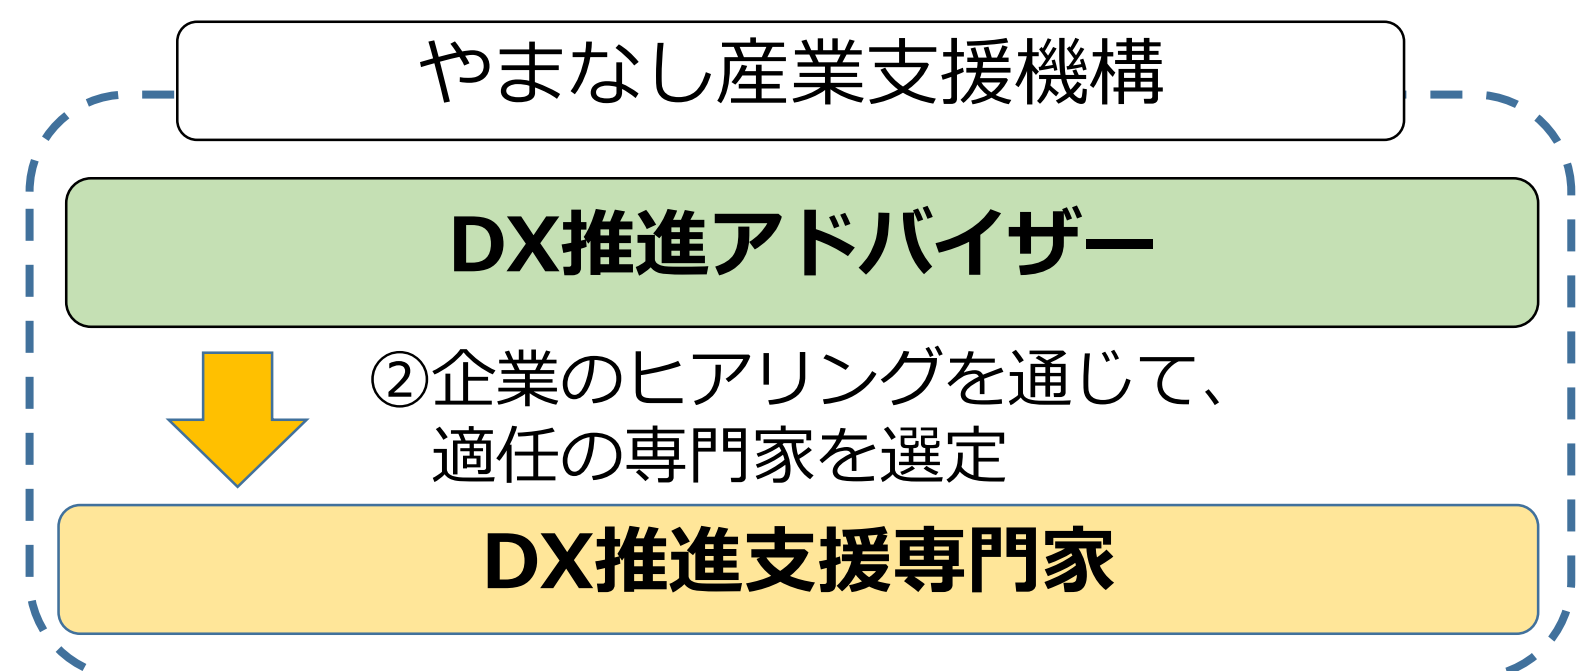 やまなし産業支援機構
DX推進アドバイザー
②企業のヒアリングを通じて、
適任の専門家を選定
DX推進支援専門家